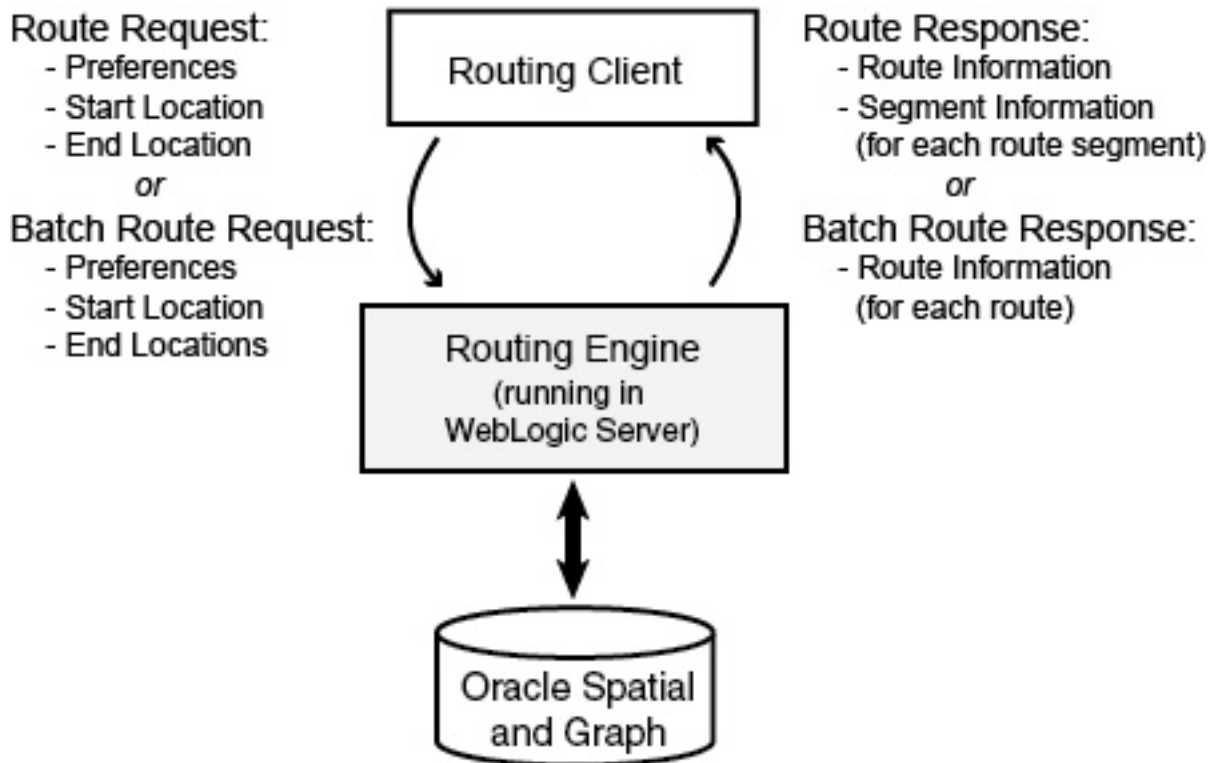 Route Request:
- Preferences
- Start Location
- End Location
or
Batch Route Request:
- Preferences
- Start Location
- End Locations
Routing Client
Route Response:
- Route Information
- Segment Information
(for each route segment)
or
Batch Route Response:
- Route Information
(for each route)
Routing Engine
(running in
WebLogic Server)
Oracle Spatial
and Graph